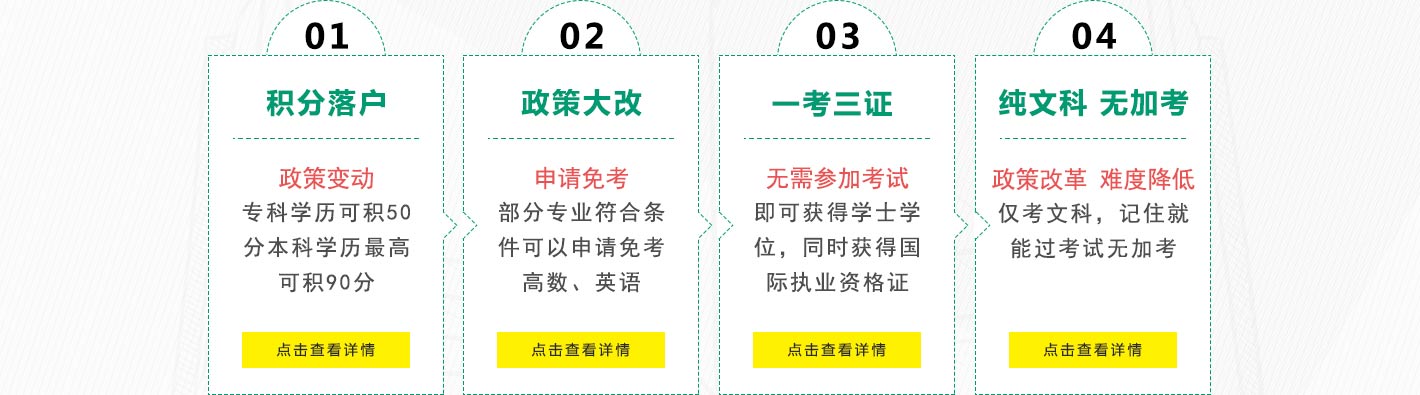 01
积分落户
政策变动
专科学历可积50
分本科学历最高
可积90分
点击查看详情
02
政策大改
申请免考
部分专业符合条
件可以申请免考
高数、英语
点击查看详情
03
一考三证
无需参加考试
即可获得学士学
位，同时获得国
际执业资格证
点击查看详情
04
纯文科 无加考
政策改革 难度降低
仅考文科，记住就
能过考试无加考
点击查看详情